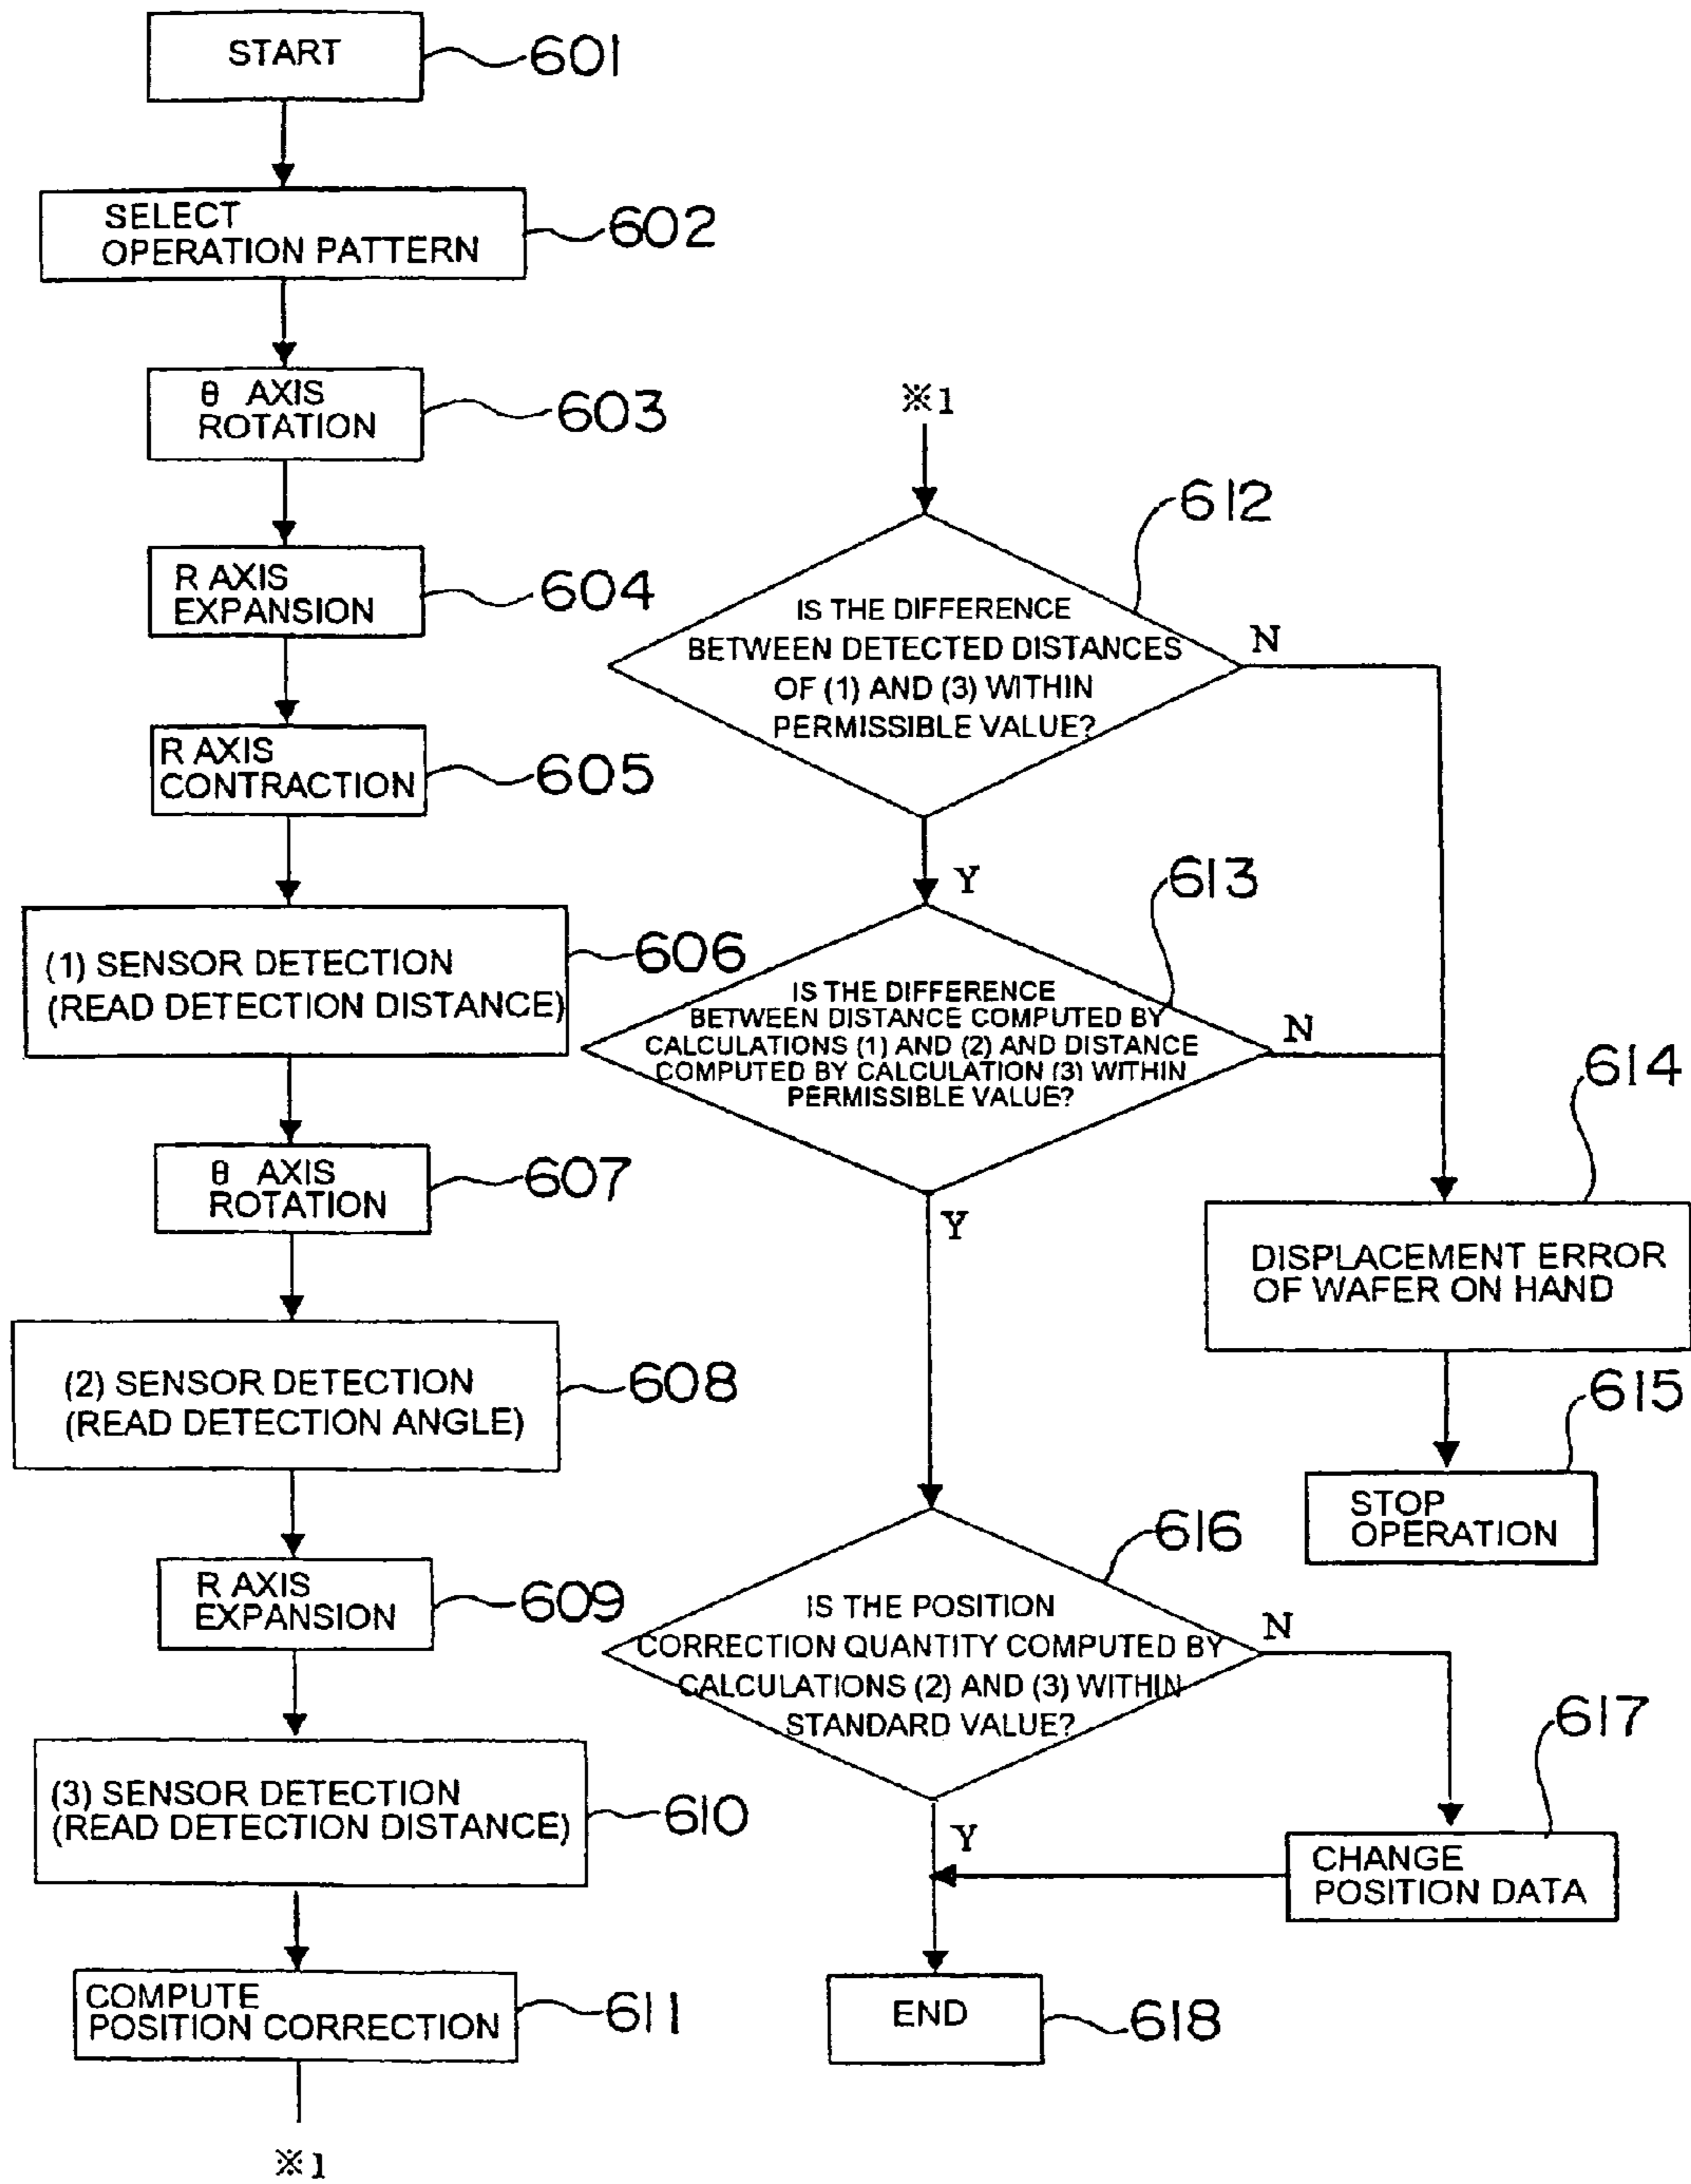 START
601
SELECT
OPERATION PATTERN
602
θ AXIS
ROTATION
603
R AXIS
EXPANSION
604
R AXIS
CONTRACTION
605
(1) SENSOR DETECTION
(READ DETECTION DISTANCE)
606
θ AXIS
ROTATION
607
(2) SENSOR DETECTION
(READ DETECTION ANGLE)
608
R AXIS
EXPANSION
609
(3) SENSOR DETECTION
(READ DETECTION DISTANCE)
610
COMPUTE
POSITION CORRECTION
611
※1
※1
612
IS THE DIFFERENCE
BETWEEN DETECTED DISTANCES
OF (1) AND (3) WITHIN
PERMISSIBLE VALUE?
N
Y
613
IS THE DIFFERENCE
BETWEEN DISTANCE COMPUTED BY
CALCULATIONS (1) AND (2) AND DISTANCE
COMPUTED BY CALCULATION (3) WITHIN
PERMISSIBLE VALUE?
N
Y
614
DISPLACEMENT ERROR
OF WAFER ON HAND
615
STOP
OPERATION
616
IS THE POSITION
CORRECTION QUANTITY COMPUTED BY
CALCULATIONS (2) AND (3) WITHIN
STANDARD VALUE?
N
Y
617
CHANGE
POSITION DATA
END
618